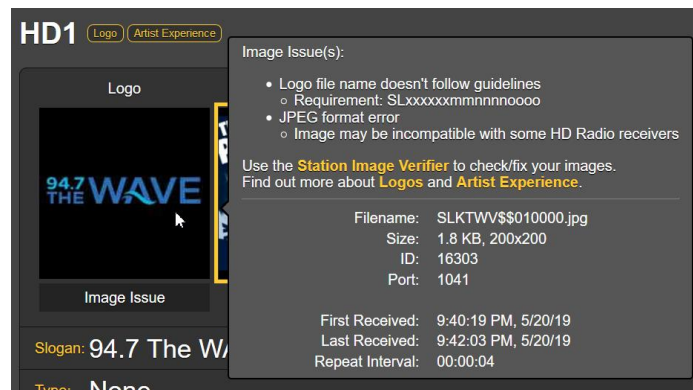 HD1 Logo Artist Experience
Image Issue(s):
Logo file name doesn't follow guidelines
Requirement: SLxxxxxmmnnnnoooo
JPEG format error
Image may be incompatible with some HD Radio receivers
Use the Station Image Verifier to check/fix your images.
Find out more about Logos and Artist Experience.
Filename: SLKTWV$$010000.jpg
Size: 1.8 KB, 200x200
ID: 16303
Port: 1041
First Received: 9:40:19 PM, 5/20/19
Last Received: 9:42:03 PM, 5/20/19
Repeat Interval: 00:00:04
Logo
94.7
THE WAVE
Image Issue
Slogan: 94.7 The WA
Type: None